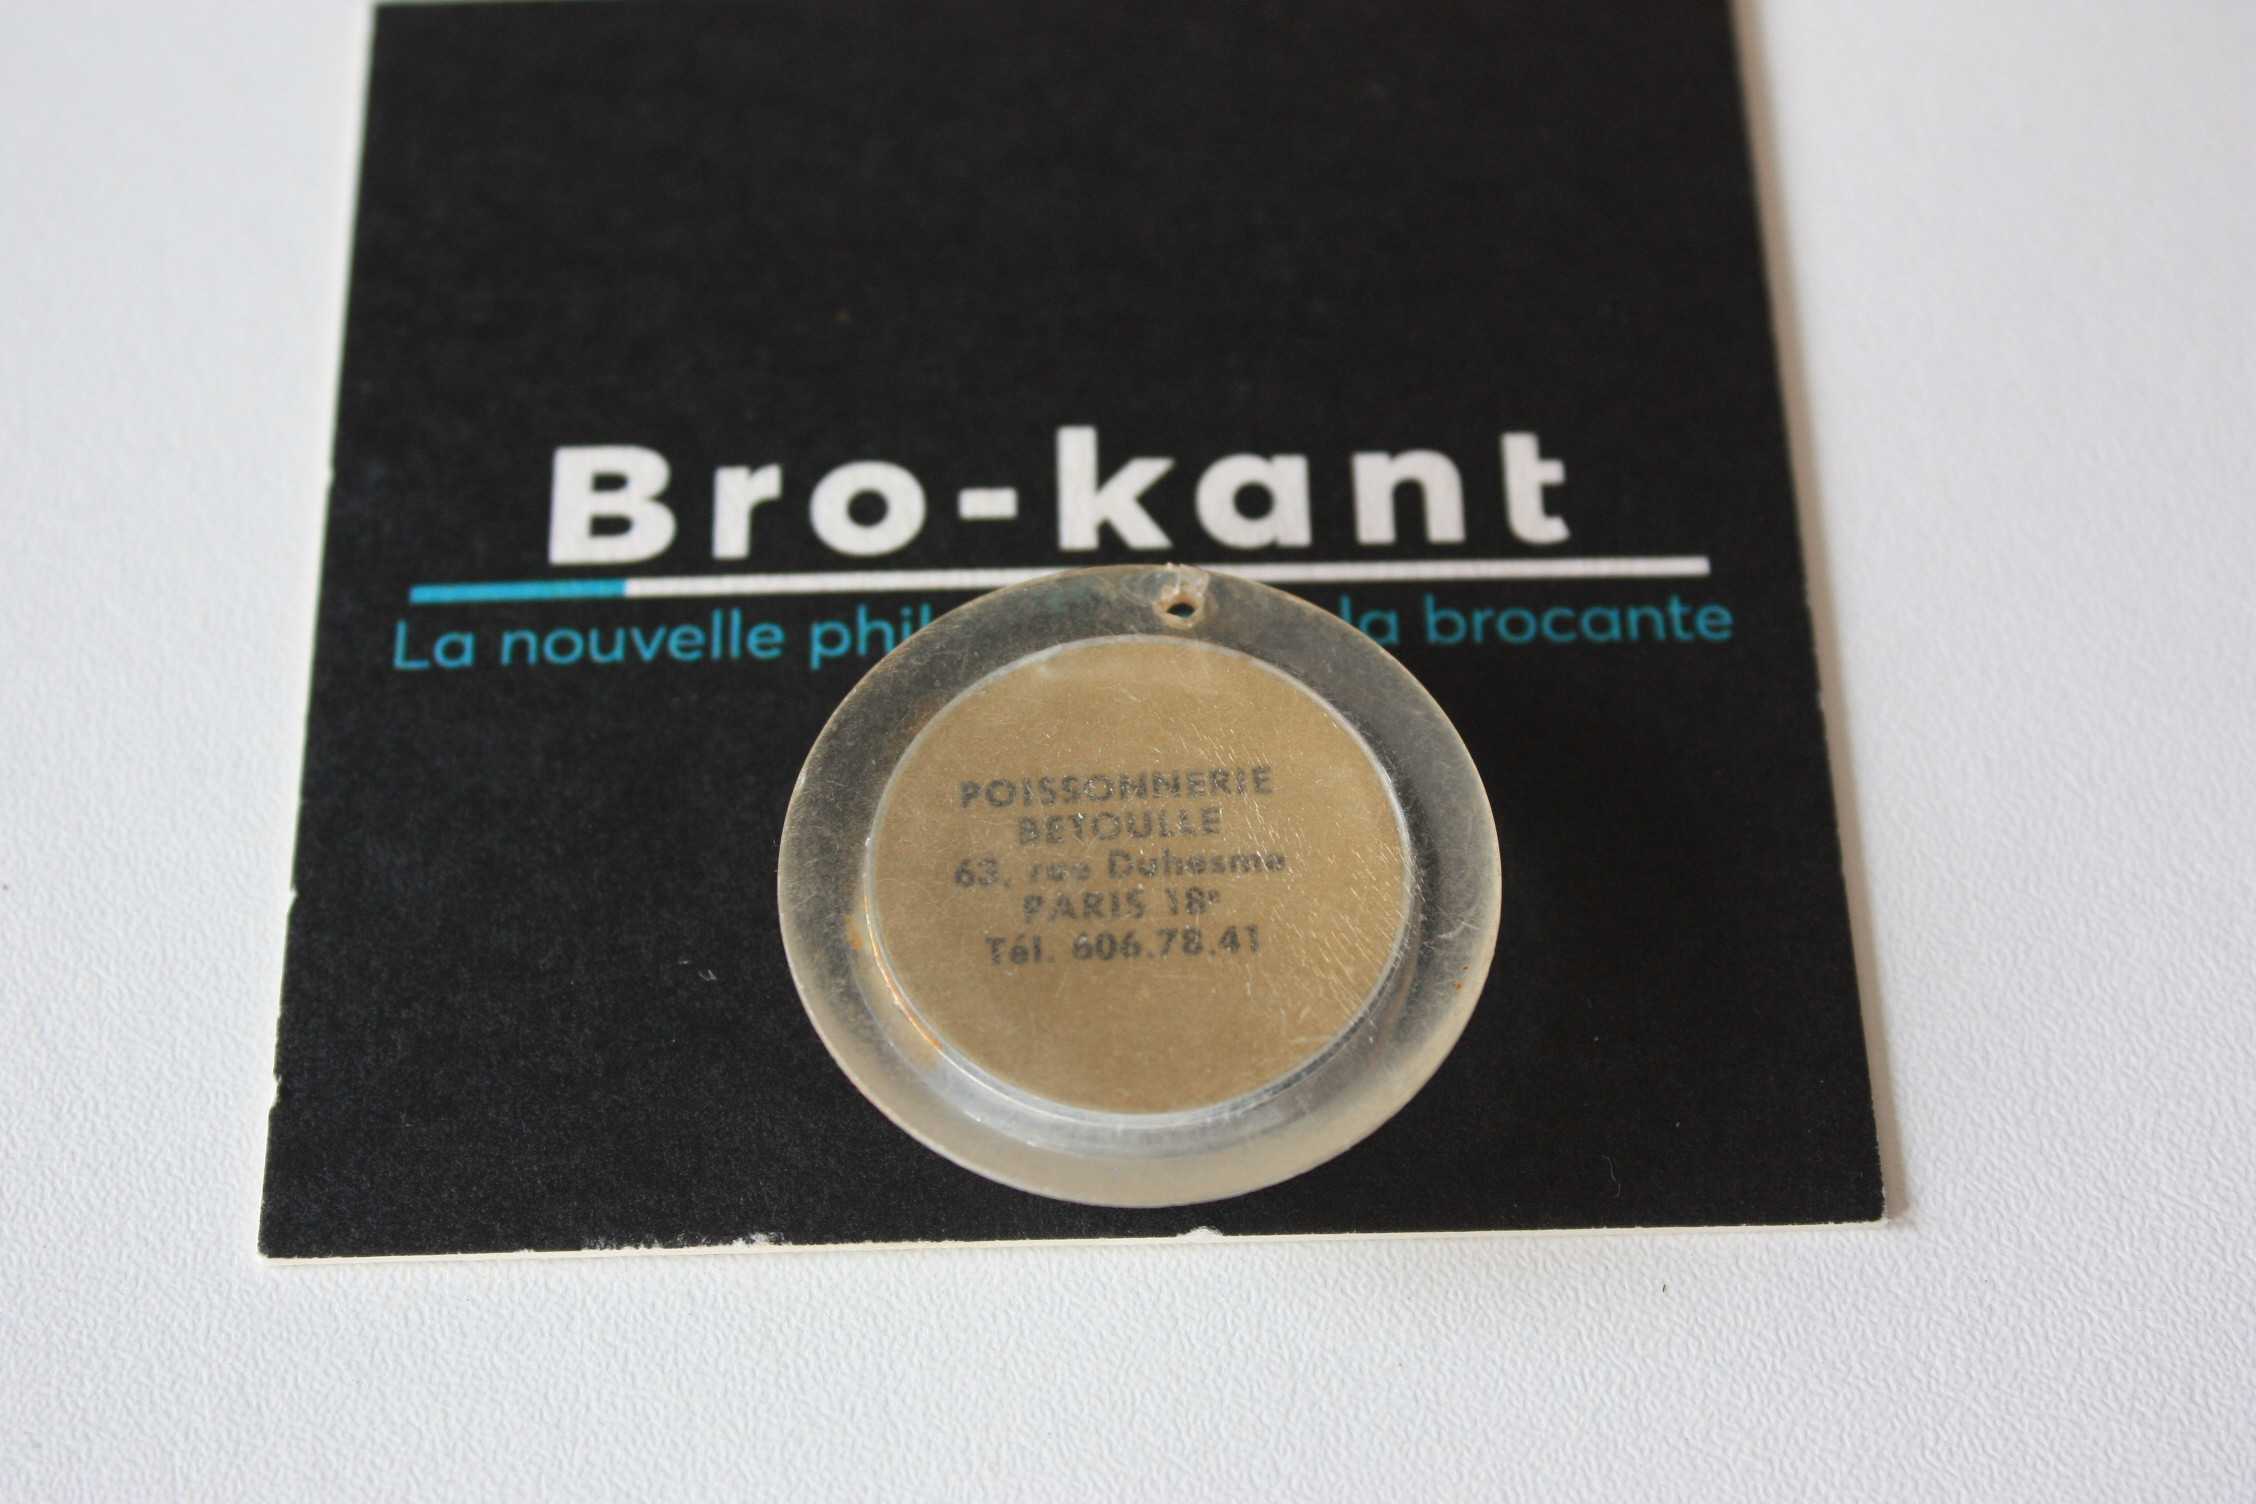 Bro-kant
La nouvelle phil la brocante
POISSONNERIE
BETOULLE
63, rue Duhesme
PARIS 18e
Tél. 606.78.41